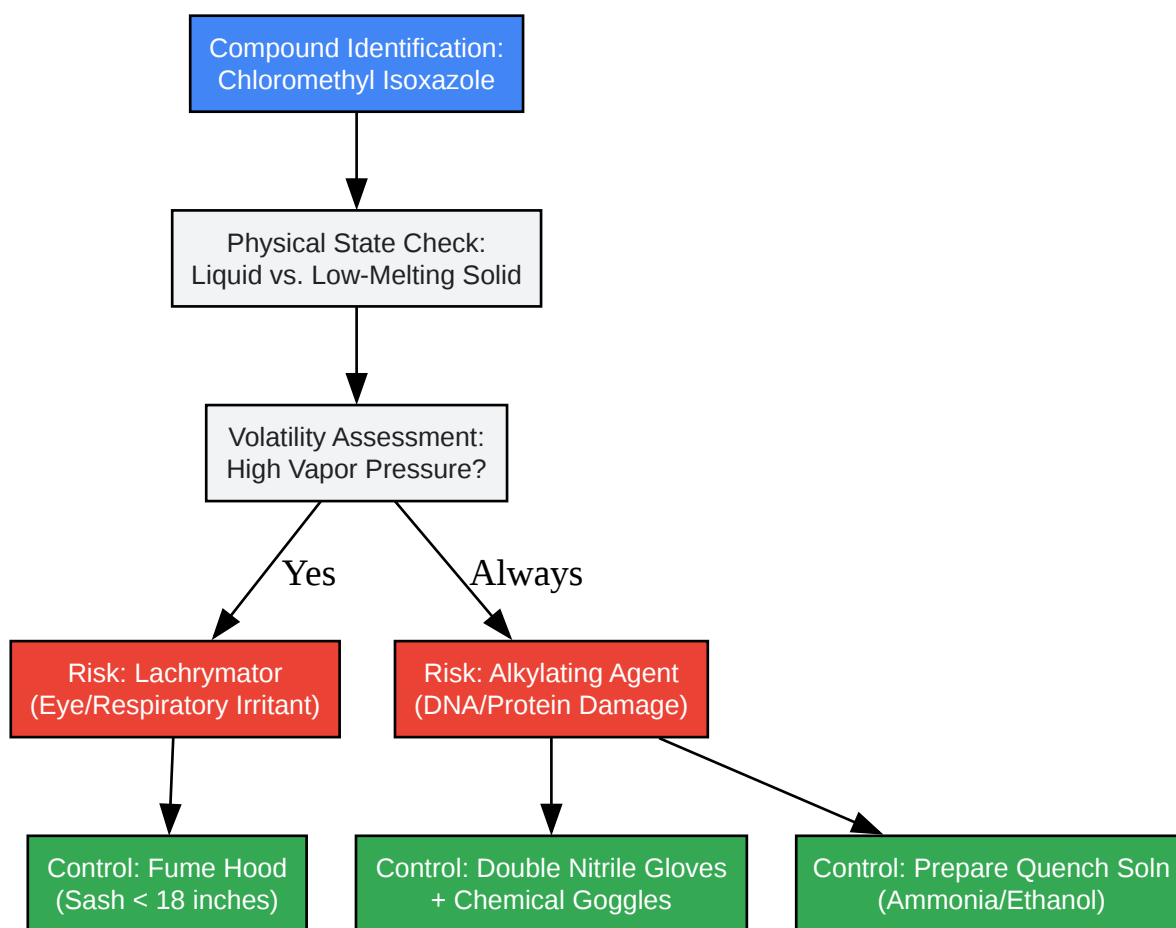 Compound Identification:
Chloromethyl Isoxazole
Physical State Check:
Liquid vs. Low-Melting Solid
Volatility Assessment:
High Vapor Pressure?
Yes
Always
Risk: Lachrymator
(Eye/Respiratory Irritant)
Risk: Alkylating Agent
(DNA/Protein Damage)
Control: Fume Hood
(Sash < 18 inches)
Control: Double Nitrile Gloves
+ Chemical Goggles
Control: Prepare Quench Soln
(Ammonia/Ethanol)